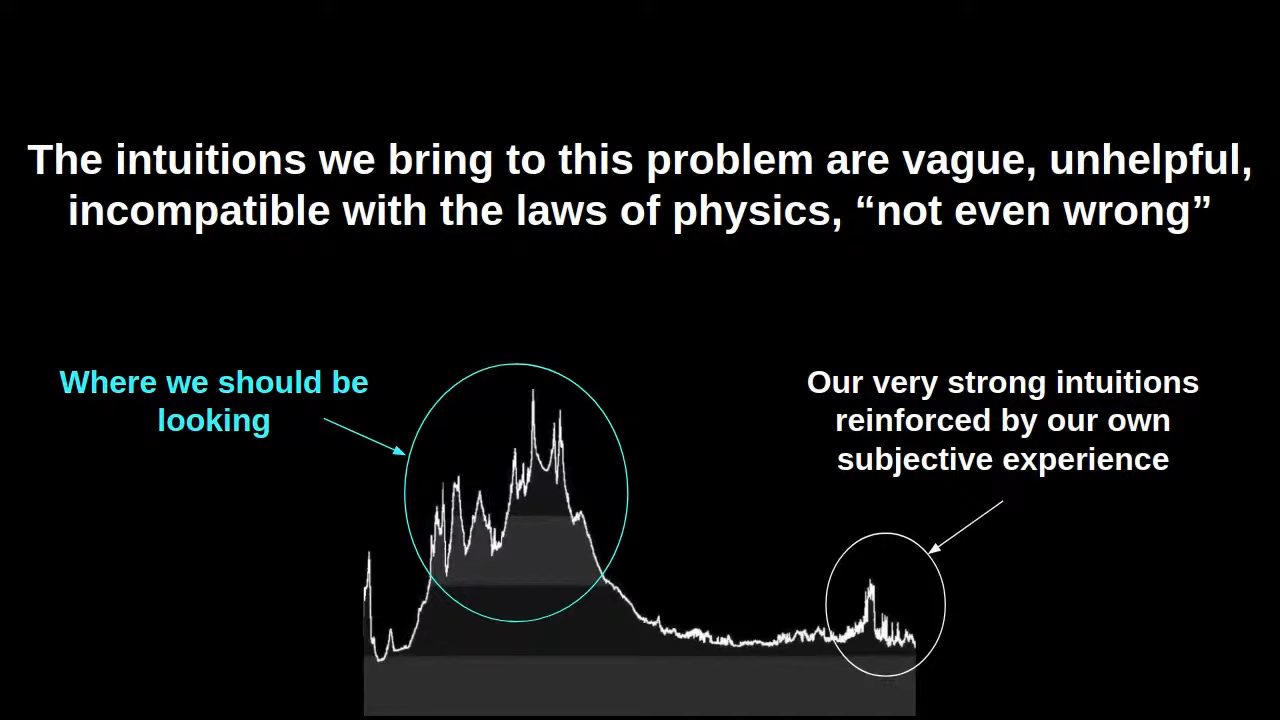 The intuitions we bring to this problem are vague, unhelpful,
incompatible with the laws of physics, “not even wrong”
Where we should be
looking
Our very strong intuitions
reinforced by our own
subjective experience